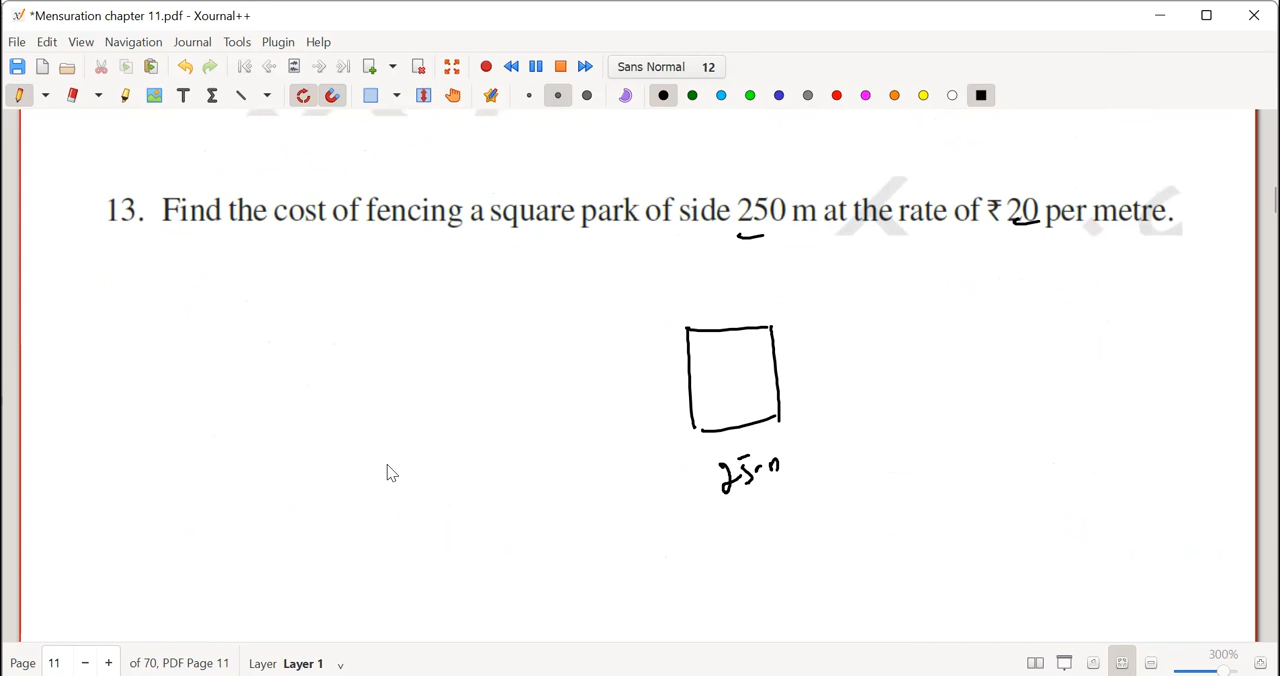 *Mensuration chapter 11.pdf - Xournal++
File Edit View Navigation Journal Tools Plugin Help
Sans Normal 12
13. Find the cost of fencing a square park of side 250 m at the rate of ₹ 20 per metre.
Page 11 of 70, PDF Page 11 Layer Layer 1 300%